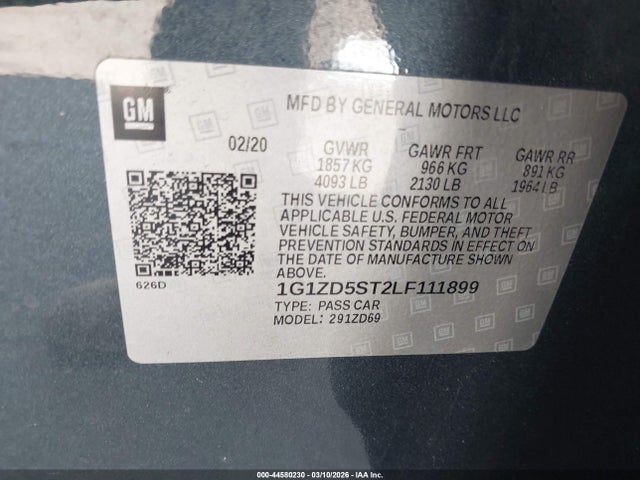 GM
MFD BY GENERAL MOTORS LLC
02/20
GVWR
1857 KG
4093 LB
GAWR FRT
966 KG
2130 LB
GAWR RR
891 KG
1964 LB
THIS VEHICLE CONFORMS TO ALL
APPLICABLE U.S. FEDERAL MOTOR
VEHICLE SAFETY, BUMPER, AND THEFT
PREVENTION STANDARDS IN EFFECT ON
THE DATE OF MANUFACTURE SHOWN
ABOVE.
626D
1G1ZD5ST2LF111899
TYPE: PASS CAR
MODEL: 291ZD69
000-44580230 - 03/10/2026 - IAAI, Inc.